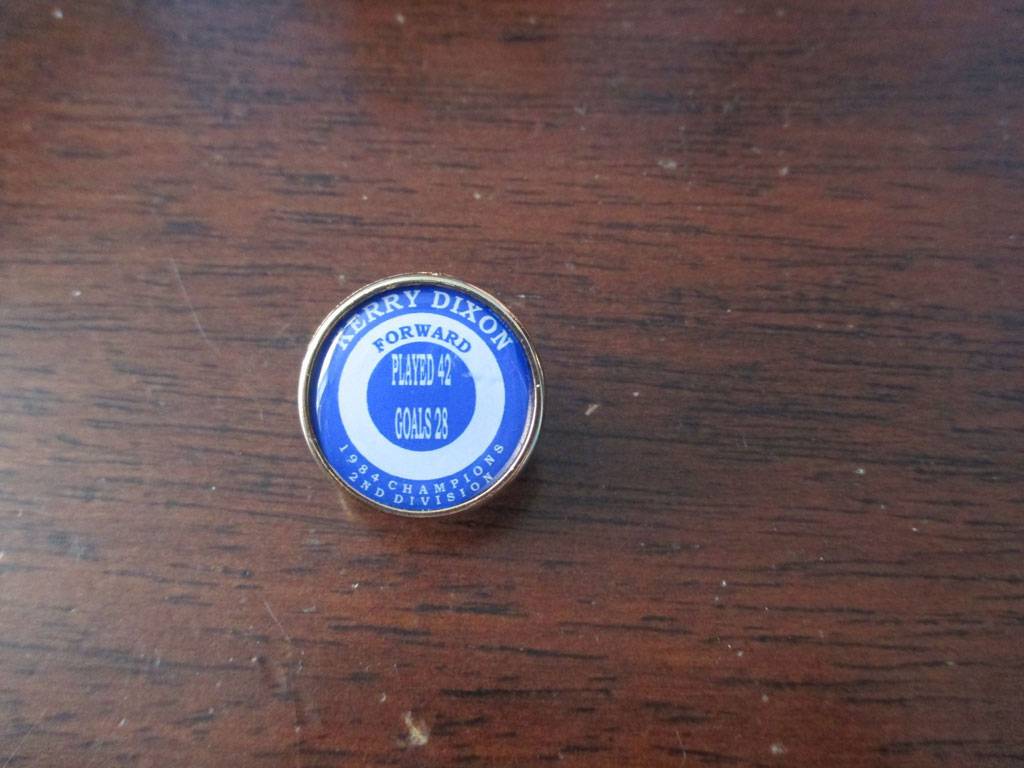 KERRY DIXON
FORWARD
PLAYED 42
GOALS 28
1984 CHAMPIONS
2ND DIVISION